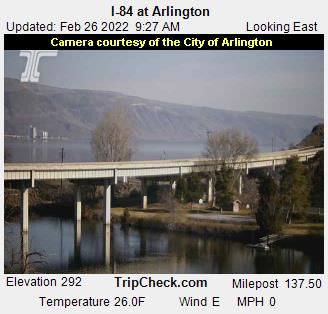 I-84 at Arlington
Updated: Feb 26 2022 9:27 AM Looking East
Camera courtesy of the City of Arlington
Elevation 292 TripCheck.com Milepost 137.50
Temperature 26.0F Wind E MPH 0